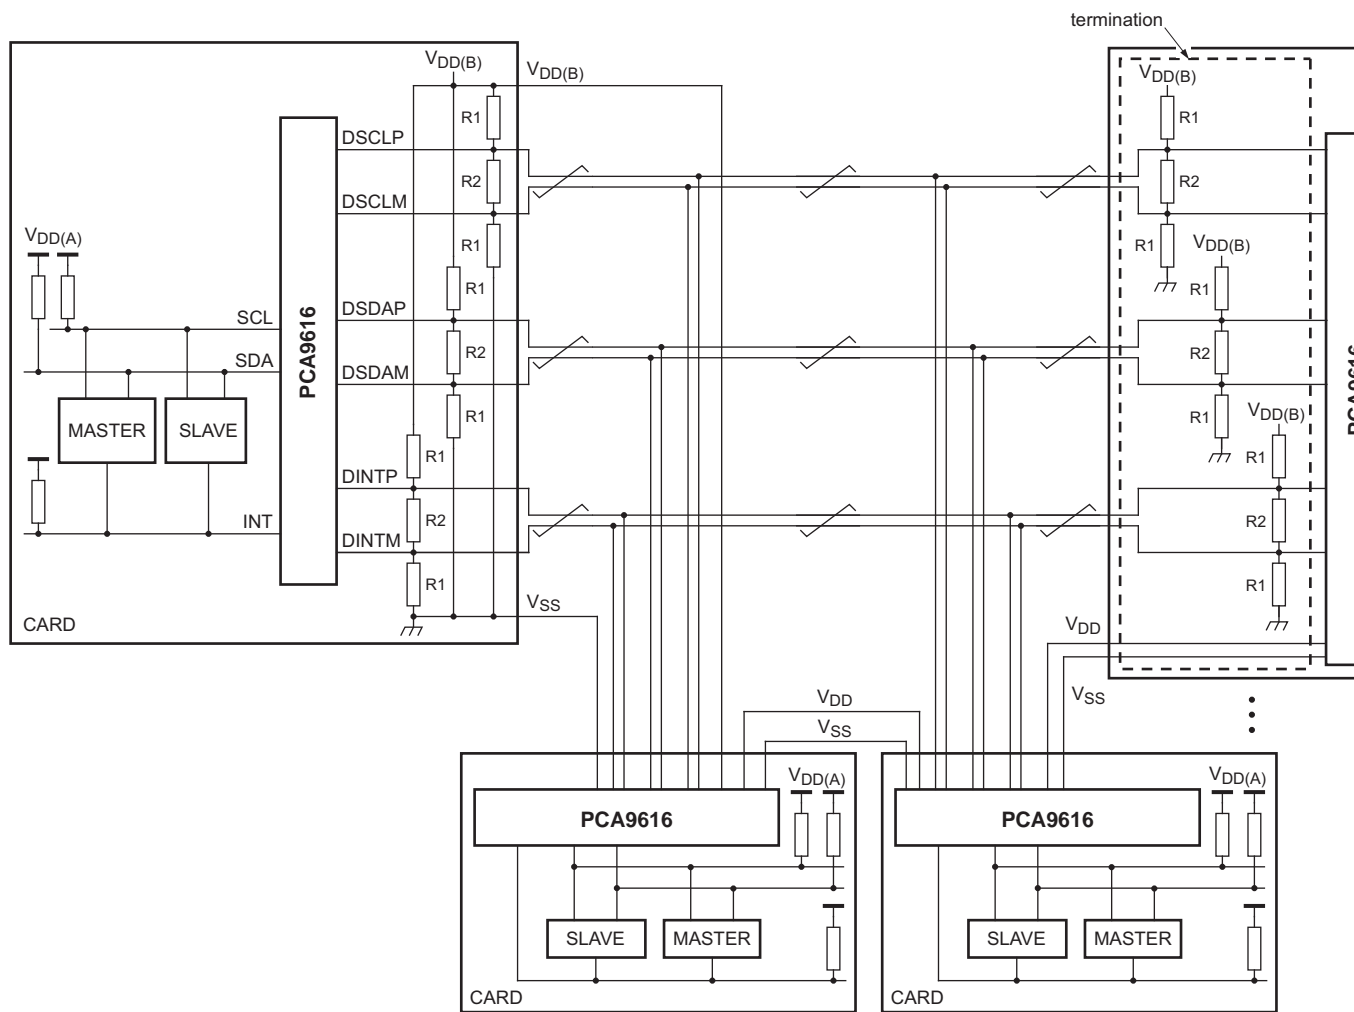 termination
VDD(B)
VDD(B)
R1
DSCLP
R2
DSCLM
R1
VDD(A)
R1
SCL
DSDAP
SDA
R2
DSDAM
PCA9616
MASTER
SLAVE
R1
R1
DINTP
INT
R2
DINTM
R1
VSS
CARD
VDD(B)
R1
R2
R1
VDD(B)
R1
R2
R1
VDD(B)
R1
R2
R1
PCA9616
VDD
VSS
VDD
VSS
VDD(A)
PCA9616
SLAVE
MASTER
CARD
VDD(A)
PCA9616
SLAVE
MASTER
CARD